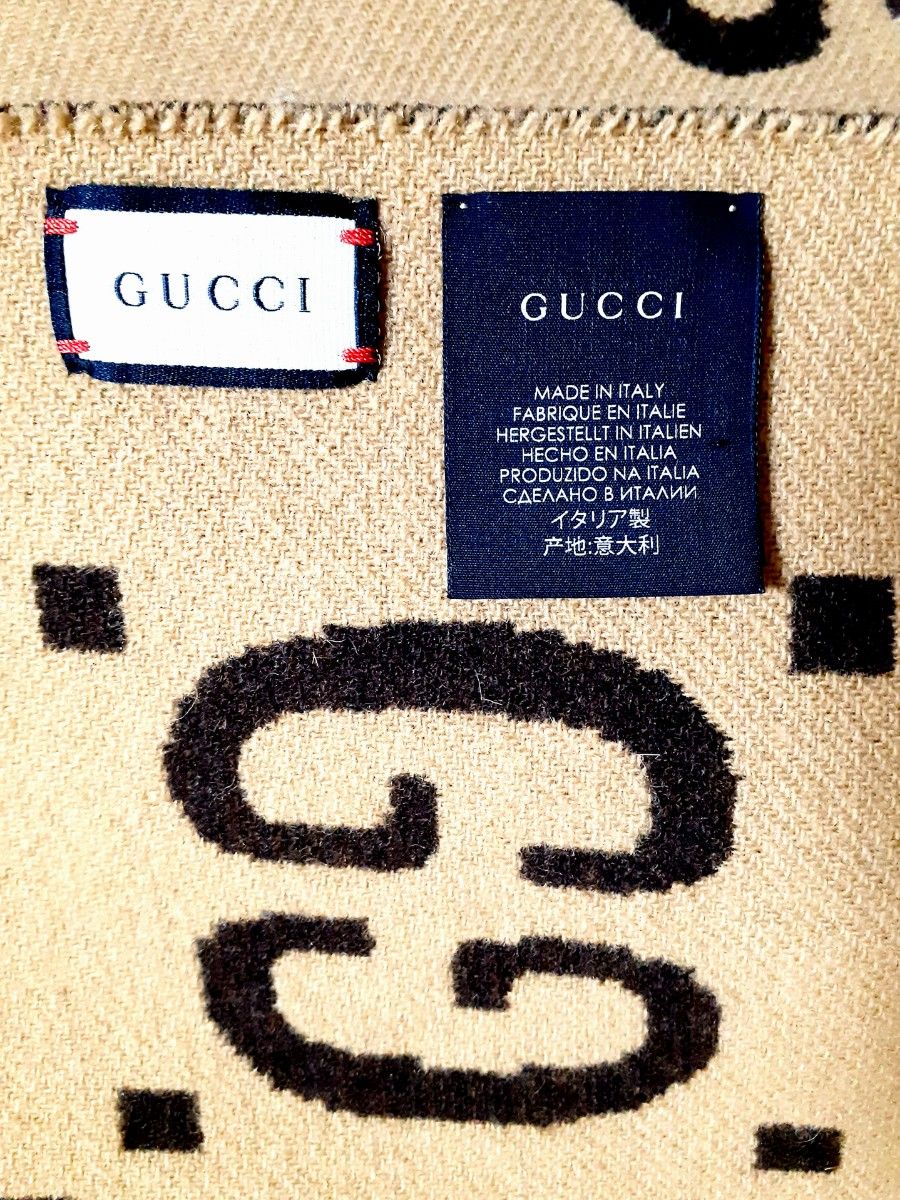 GUCCI
GUCCI
MADE IN ITALY
FABRIQUE EN ITALIE
HERGESTELLT IN ITALIEN
HECHO EN ITALIA
PRODUZIDO NA ITALIA
СДЕЛАНО В ИТАЛИИ
イタリア製
产地:意大利
GG